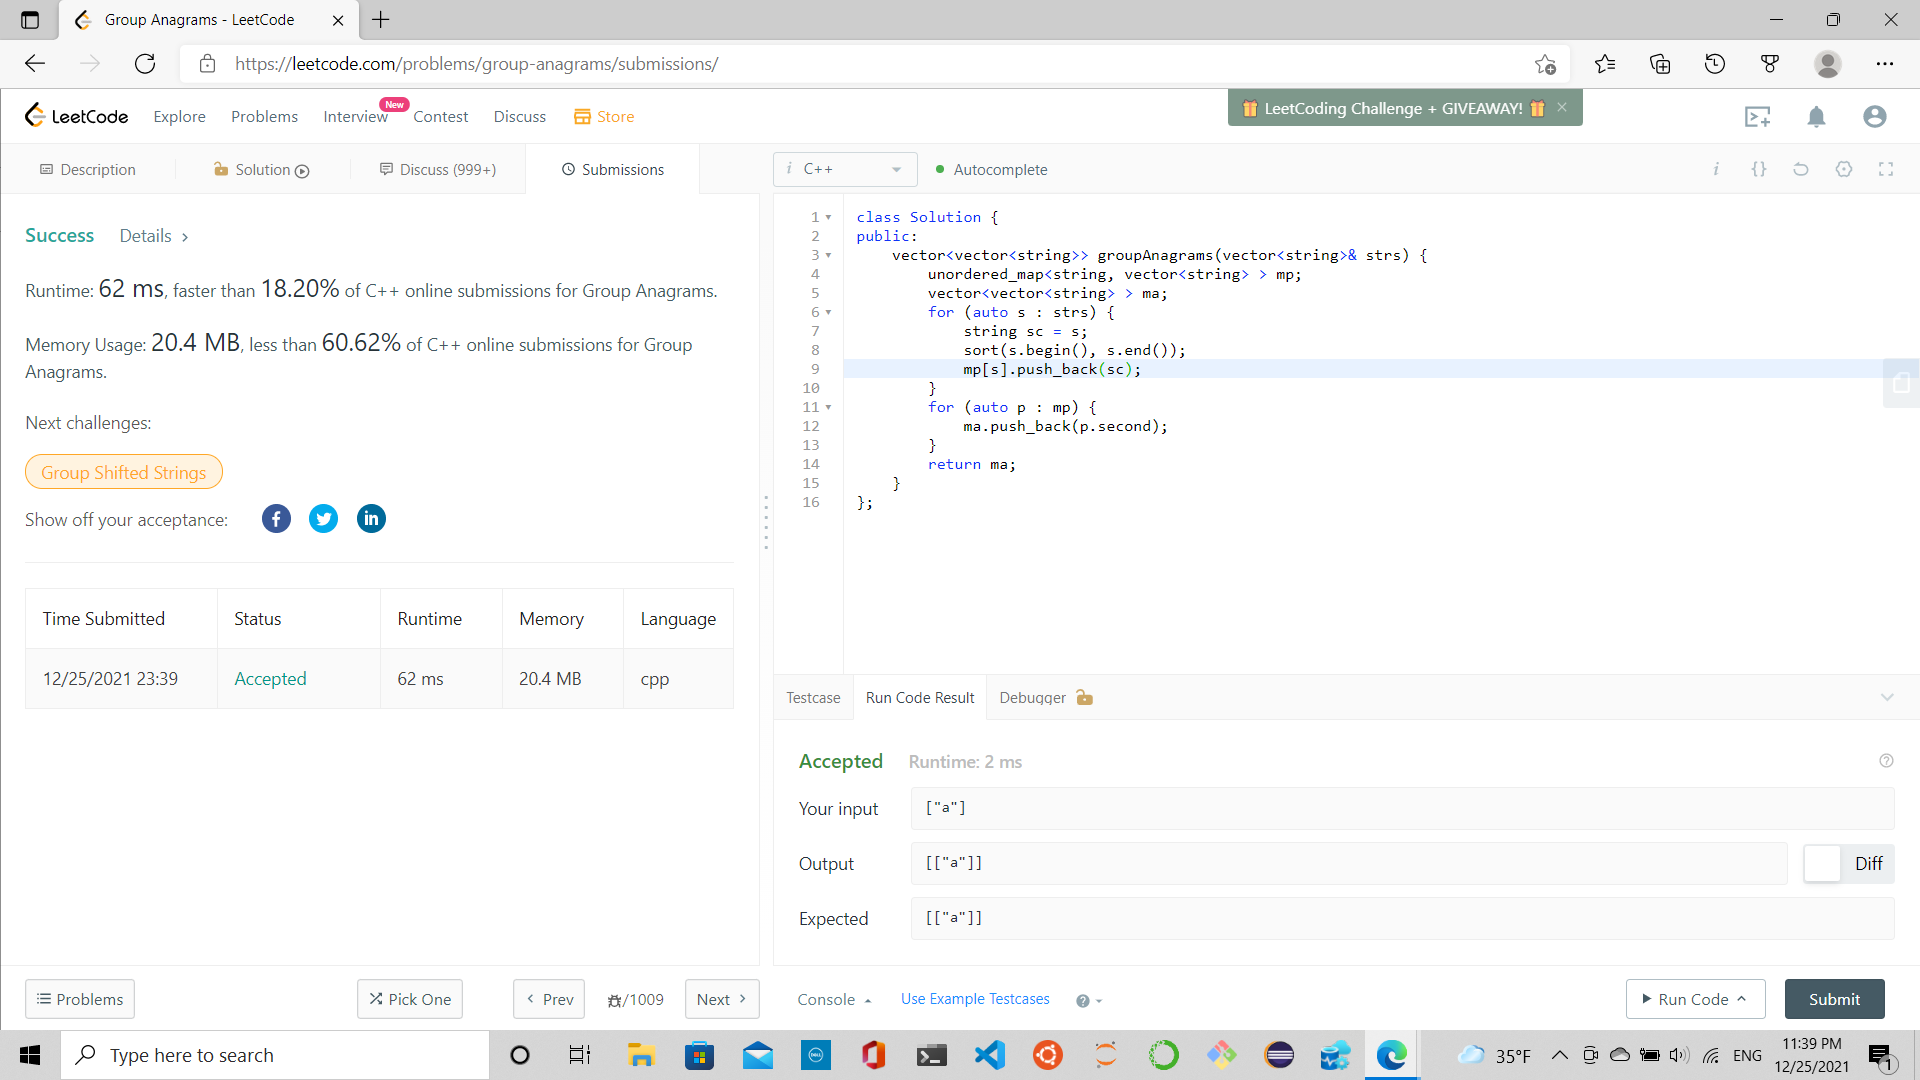 Group Anagrams - LeetCode
https://leetcode.com/problems/group-anagrams/submissions/
LeetCode
Explore
Problems
Interview
New
Contest
Discuss
Store
LeetCoding Challenge + GIVEAWAY!
Description
Solution
Discuss (999+)
Submissions
i C++
Autocomplete
Success Details
Runtime: 62 ms, faster than 18.20% of C++ online submissions for Group Anagrams.
Memory Usage: 20.4 MB, less than 60.62% of C++ online submissions for Group
Anagrams.
Next challenges:
Group Shifted Strings
Show off your acceptance:
Time Submitted Status Runtime Memory Language
12/25/2021 23:39 Accepted 62 ms 20.4 MB cpp
1 class Solution {
2 public:
3 vector<vector<string>> groupAnagrams(vector<string>& strs) {
4 unordered_map<string, vector<string> > mp;
5 vector<vector<string> > ma;
6 for (auto s : strs) {
7 string sc = s;
8 sort(s.begin(), s.end());
9 mp[s].push_back(sc);
10 }
11 for (auto p : mp) {
12 ma.push_back(p.second);
13 }
14 return ma;
15 }
16 };
Testcase
Run Code Result
Debugger
Accepted Runtime: 2 ms
Your input ["a"]
Output [["a"]]
Diff
Expected [["a"]]
Problems
Pick One
Prev
/1009
Next
Console
Use Example Testcases
Run Code
Submit
Type here to search
35°F
ENG
11:39 PM
12/25/2021
1